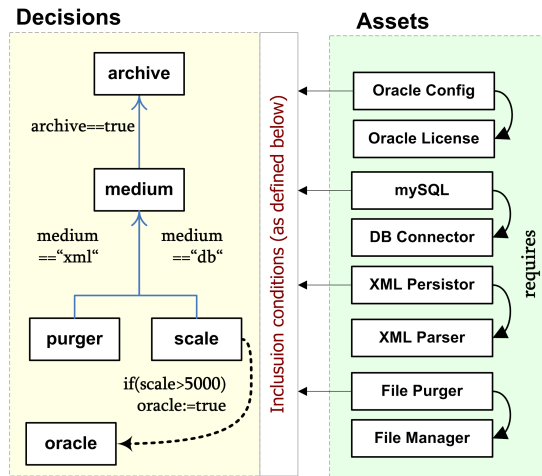 Decisions
archive
archive==true
medium
medium
==“xml“
medium
==“db“
purger
scale
if(scale>5000)
oracle:=true
oracle
Inclusuion conditions (as defined below)
Assets
Oracle Config
Oracle License
mySQL
DB Connector
XML Persistor
XML Parser
File Purger
File Manager
requires